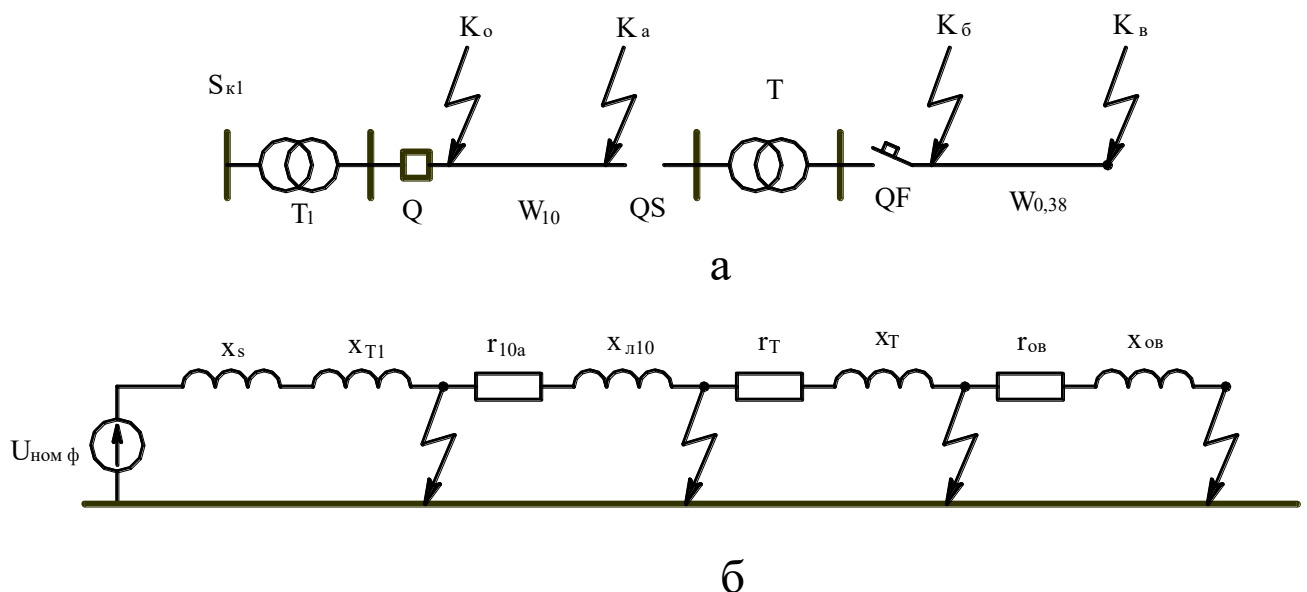 Kо Kа Kб Kв
Sк1 T
T1 Q W10 QS QF W0,38
а
xs xT1 r10а xл10 rT xT rов xов
Uном ф
б